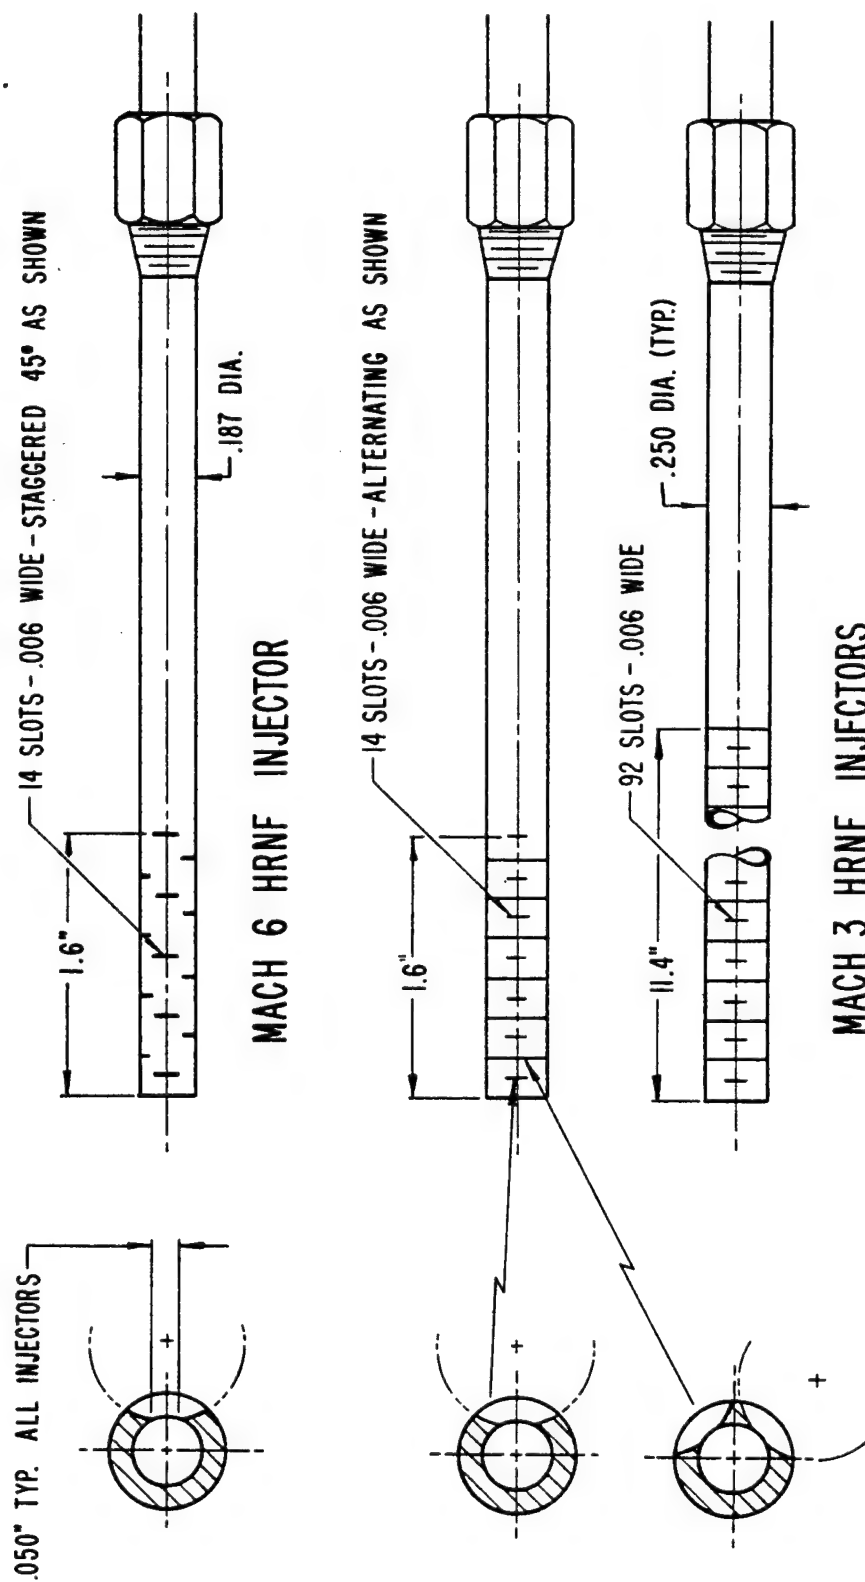 .050" TYP. ALL INJECTORS
14 SLOTS - .006 WIDE - STAGGERED 45° AS SHOWN
1.6"
.187 DIA.
MACH 6 HRNF INJECTOR
14 SLOTS - .006 WIDE - ALTERNATING AS SHOWN
1.6"
92 SLOTS - .006 WIDE
.250 DIA. (TYP.)
11.4"
MACH 3 HRNF INJECTORS